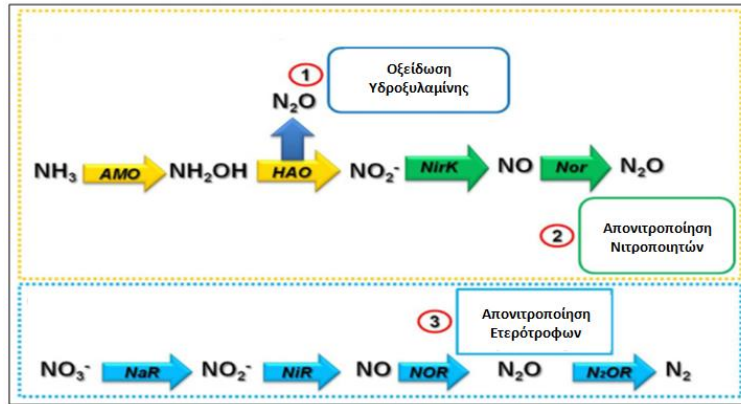 1
Οξείδωση
Υδροξυλαμίνης
N₂O
NH₃ AMO NH₂OH HAO NO₂⁻ NirK NO Nor N₂O
2
Απονιτροποίηση
Νιτροποιητών
3
Απονιτροποίηση
Ετερότροφων
NO₃⁻ NaR NO₂⁻ NiR NO NOR N₂O N₂OR N₂